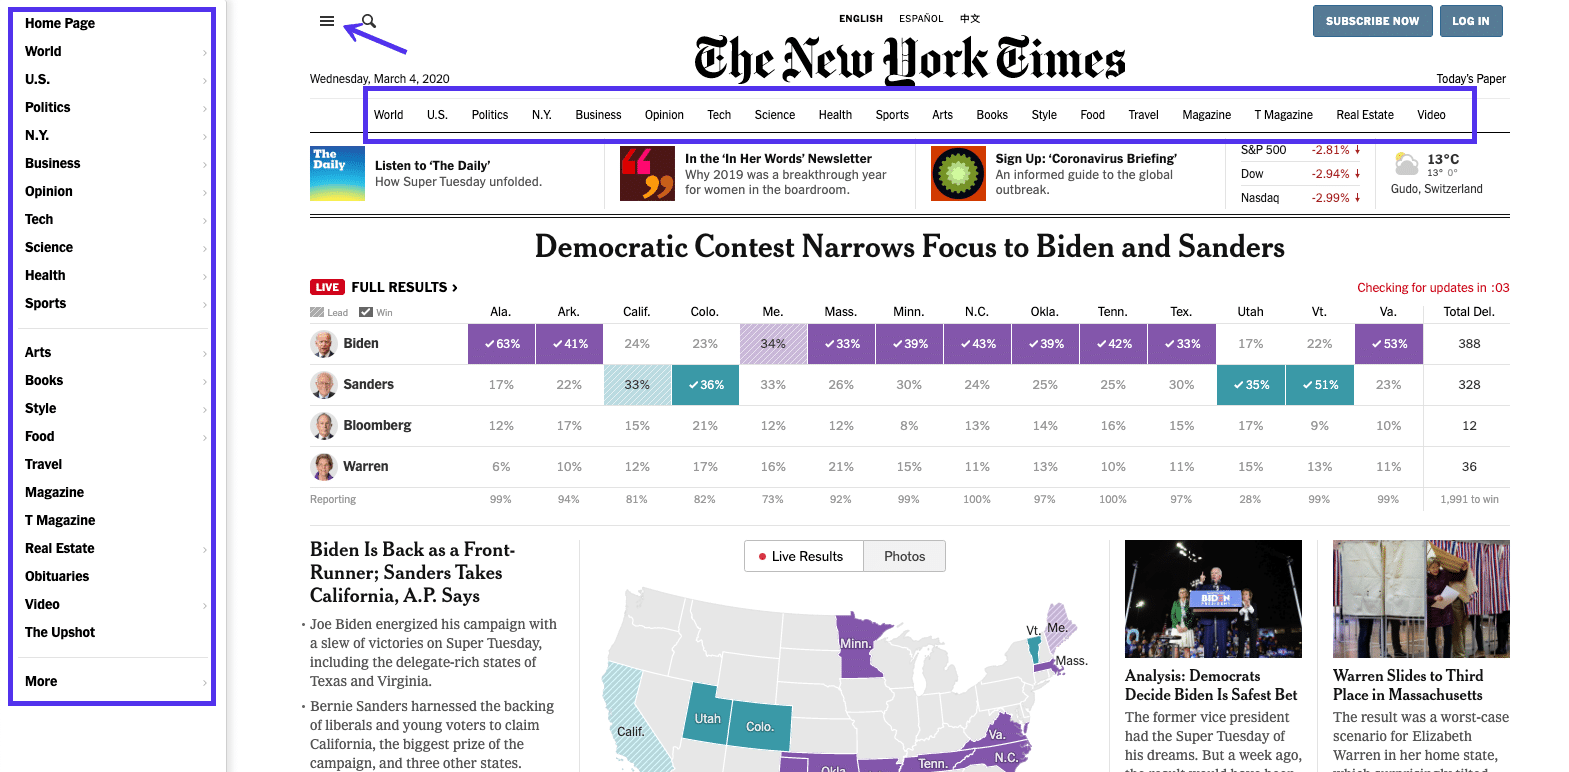 Home Page
World
U.S.
Politics
N.Y.
Business
Opinion
Tech
Science
Health
Sports
Arts
Books
Style
Food
Travel
Magazine
T Magazine
Real Estate
Obituaries
Video
The Upshot
More
ENGLISH ESPAÑOL 中文
SUBSCRIBE NOW LOG IN
The New York Times
Wednesday, March 4, 2020
Today's Paper
World U.S. Politics N.Y. Business Opinion Tech Science Health Sports Arts Books Style Food Travel Magazine T Magazine Real Estate Video
The Daily
Listen to ‘The Daily’
How Super Tuesday unfolded.
In the ‘In Her Words’ Newsletter
Why 2019 was a breakthrough year
for women in the boardroom.
Sign Up: ‘Coronavirus Briefing’
An informed guide to the global
outbreak.
S&P 500 -2.81% ↓
Dow -2.94% ↓
Nasdaq -2.99% ↓
13°C
13° 0°
Gudo, Switzerland
Democratic Contest Narrows Focus to Biden and Sanders
LIVE FULL RESULTS ›
Checking for updates in :03
Lead Win Ala. Ark. Calif. Colo. Me. Mass. Minn. N.C. Okla. Tenn. Tex. Utah Vt. Va. Total Del.
Biden ✓63% ✓41% 24% 23% 34% ✓33% ✓39% ✓43% ✓39% ✓42% ✓33% 17% 22% ✓53% 388
Sanders 17% 22% 33% ✓36% 33% 26% 30% 24% 25% 25% 30% ✓35% ✓51% 23% 328
Bloomberg 12% 17% 15% 21% 12% 12% 8% 13% 14% 16% 15% 17% 9% 10% 12
Warren 6% 10% 12% 17% 16% 21% 15% 11% 13% 10% 11% 15% 13% 11% 36
Reporting 99% 94% 81% 82% 73% 92% 99% 100% 97% 100% 97% 28% 99% 99% 1,991 to win
Biden Is Back as a Front-
Runner; Sanders Takes
California, A.P. Says
• Joe Biden energized his campaign with
a slew of victories on Super Tuesday,
including the delegate-rich states of
Texas and Virginia.
• Bernie Sanders harnessed the backing
of liberals and young voters to claim
California, the biggest prize of the
campaign, and three other states.
Live Results Photos
Minn.
Vt. Me.
Mass.
Utah
Colo.
Calif.
Va.
N.C.
Tenn.
Okla.
BIDEN
Analysis: Democrats
Decide Biden Is Safest Bet
The former vice president
had the Super Tuesday of
his dreams. But a week ago,
the result would have been
Warren Slides to Third
Place in Massachusetts
The result was a worst-case
scenario for Elizabeth
Warren in her home state,
which surprisingly tilted